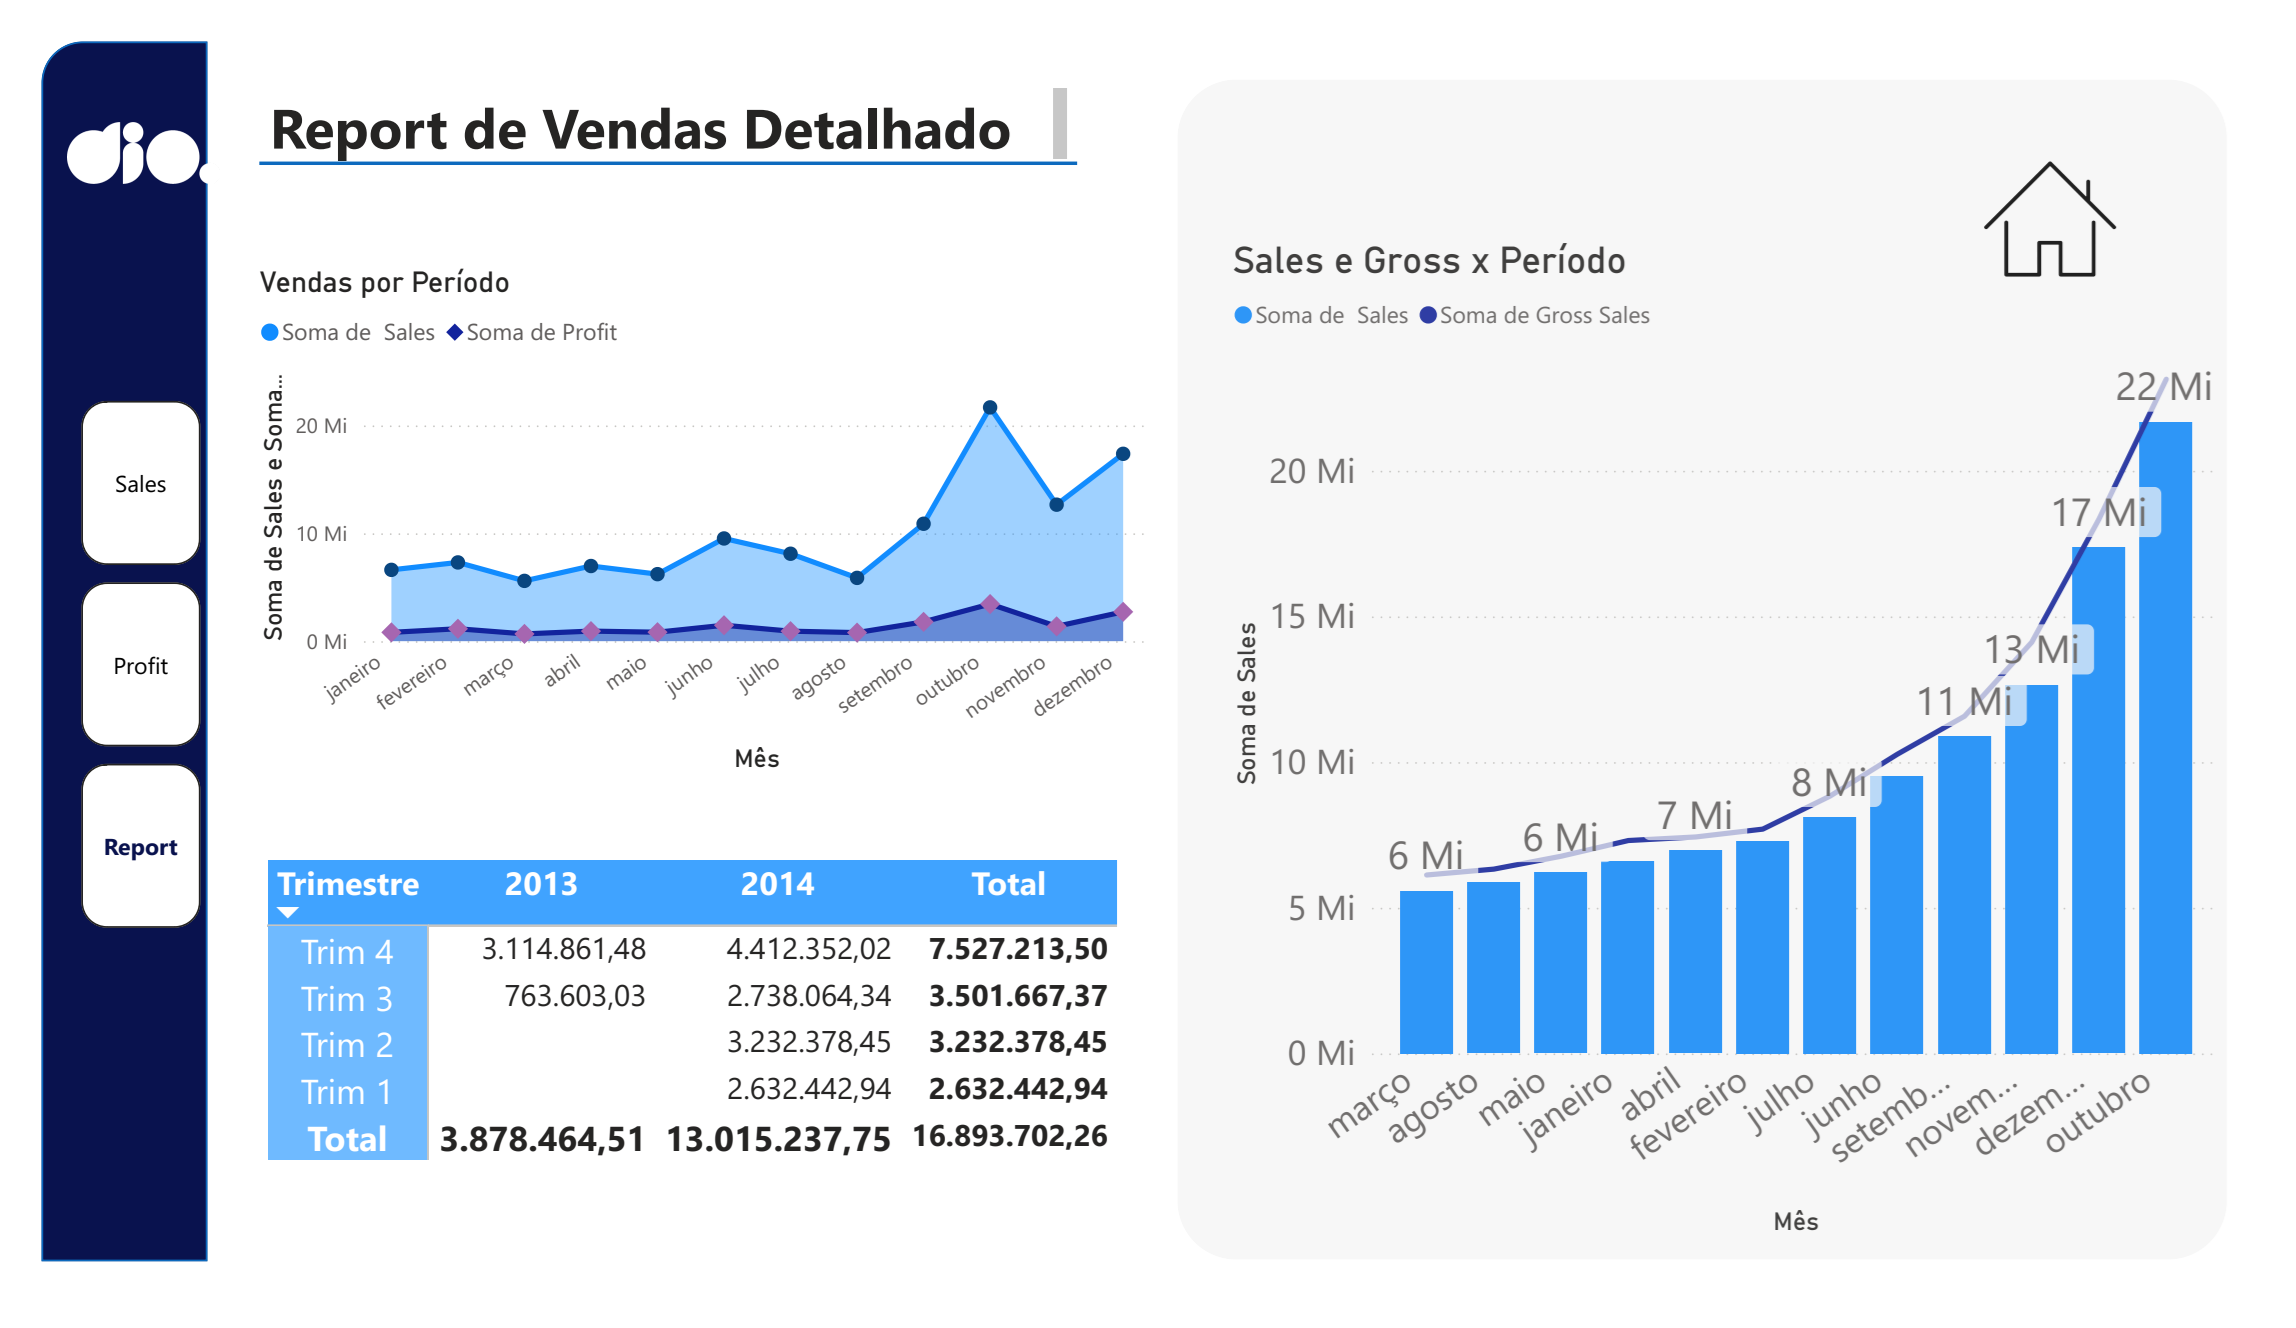 dio.
Report de Vendas Detalhado
Sales
Profit
Report
Vendas por Período
Soma de  Sales Soma de Profit
Soma de Sales e Soma...
20 Mi
10 Mi
0 Mi
janeiro
fevereiro
março
abril
maio
junho
julho
agosto
setembro
outubro
novembro
dezembro
Mês
Trimestre 2013 2014 Total
Trim 4 3.114.861,48 4.412.352,02 7.527.213,50
Trim 3 763.603,03 2.738.064,34 3.501.667,37
Trim 2 3.232.378,45 3.232.378,45
Trim 1 2.632.442,94 2.632.442,94
Total 3.878.464,51 13.015.237,75 16.893.702,26
Sales e Gross x Período
Soma de  Sales Soma de Gross Sales
Soma de Sales
20 Mi
15 Mi
10 Mi
5 Mi
0 Mi
6 Mi
6 Mi
7 Mi
8 Mi
11 Mi
13 Mi
17 Mi
22 Mi
março
agosto
maio
janeiro
abril
fevereiro
julho
junho
setemb...
novem...
dezem...
outubro
Mês